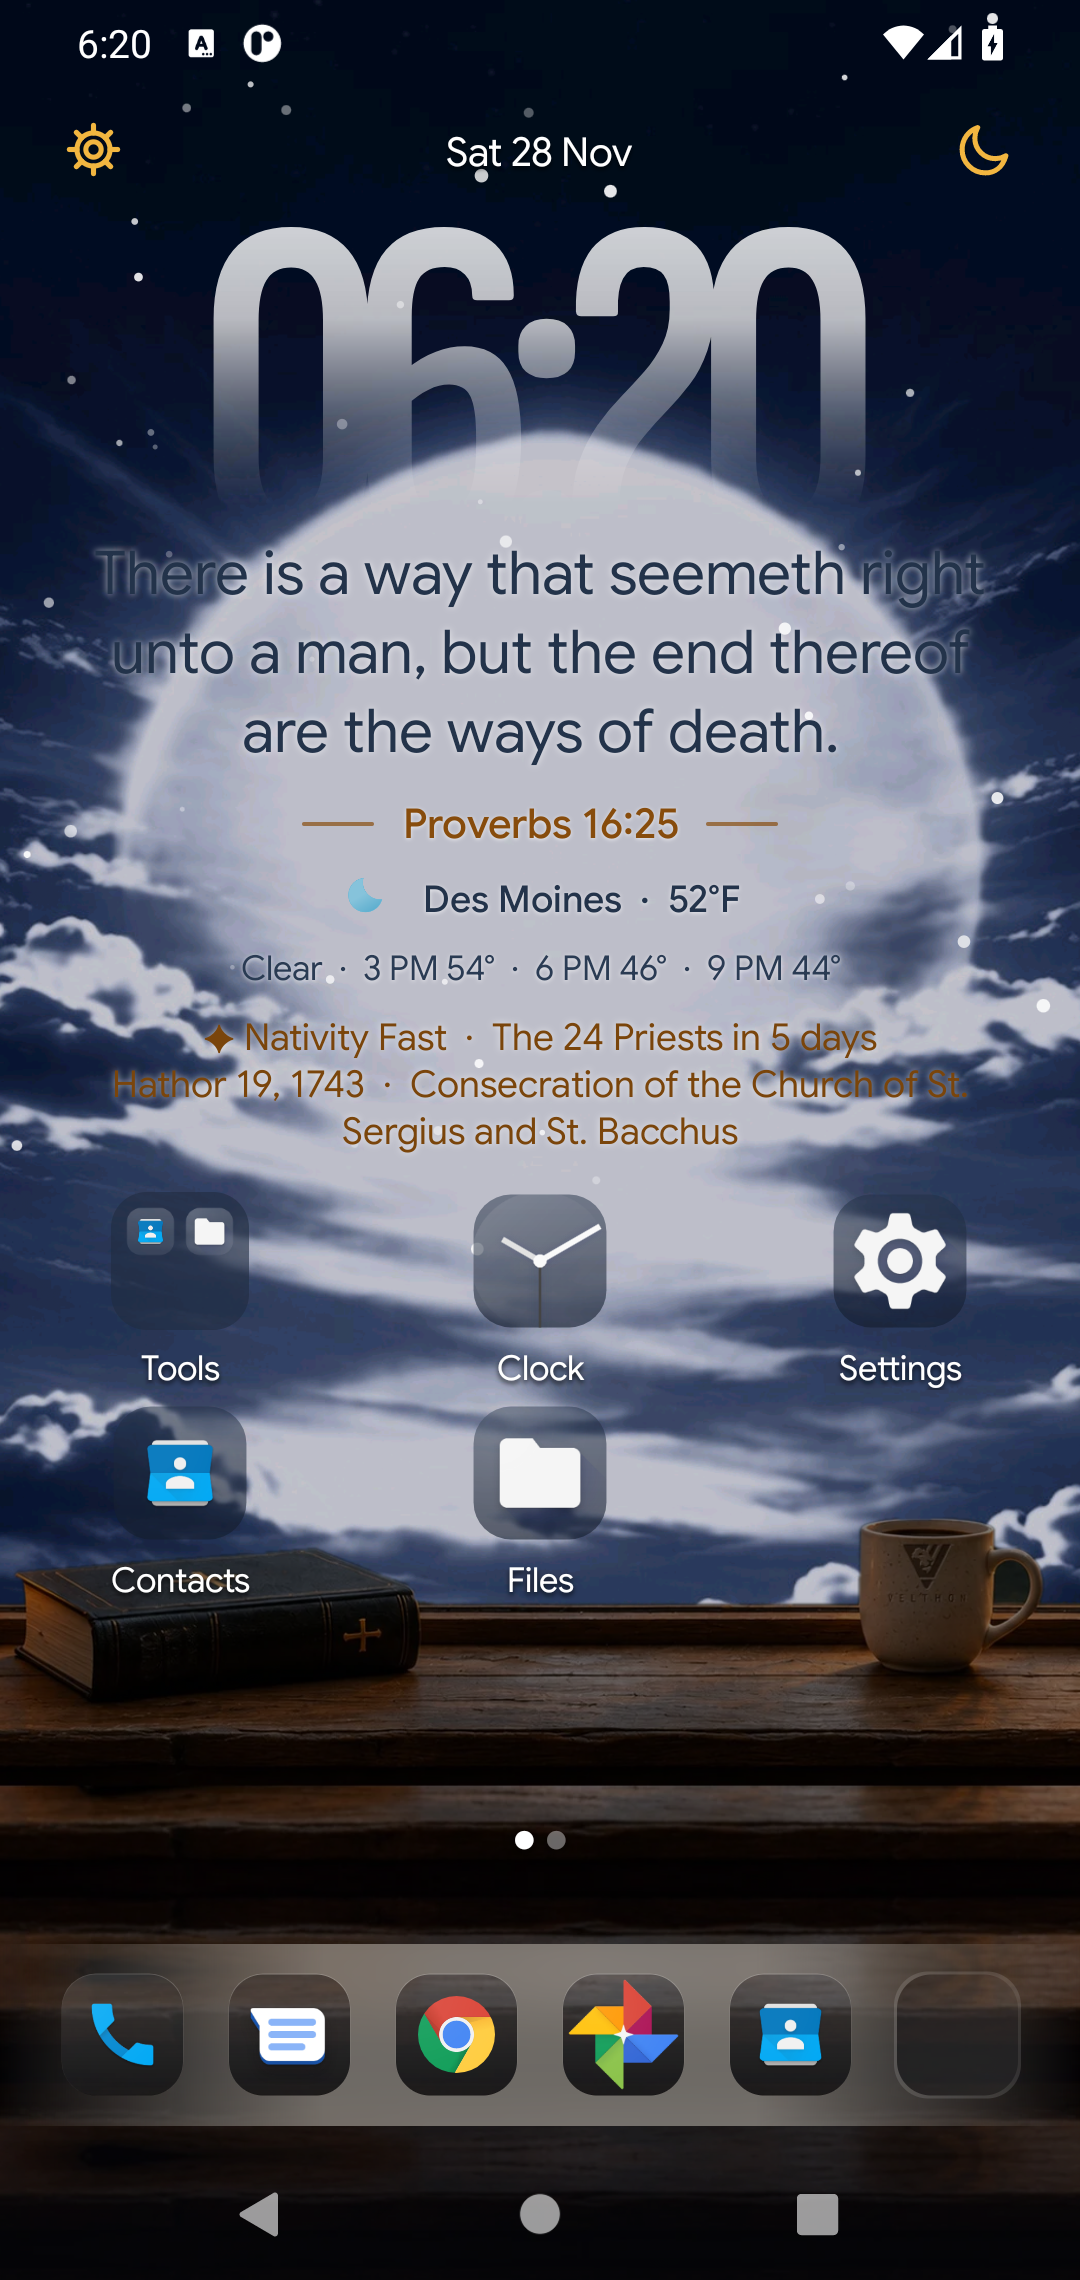 6:20
Sat 28 Nov
06:20
There is a way that seemeth right
unto a man, but the end thereof
are the ways of death.
Proverbs 16:25
Des Moines · 52°F
Clear · 3 PM 54° · 6 PM 46° · 9 PM 44°
✦ Nativity Fast · The 24 Priests in 5 days
Hathor 19, 1743 · Consecration of the Church of St.
Sergius and St. Bacchus
Tools
Clock
Settings
Contacts
Files